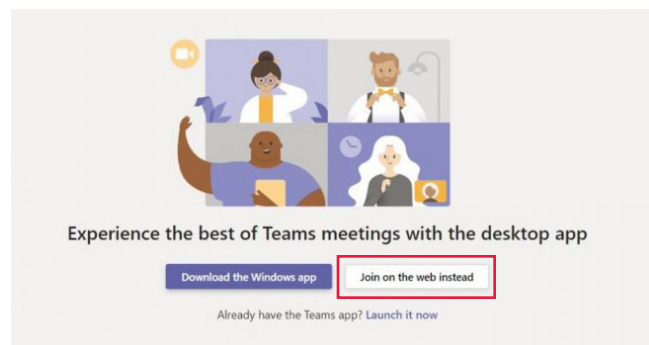 Experience the best of Teams meetings with the desktop app
Download the Windows app
Join on the web instead
Already have the Teams app? Launch it now